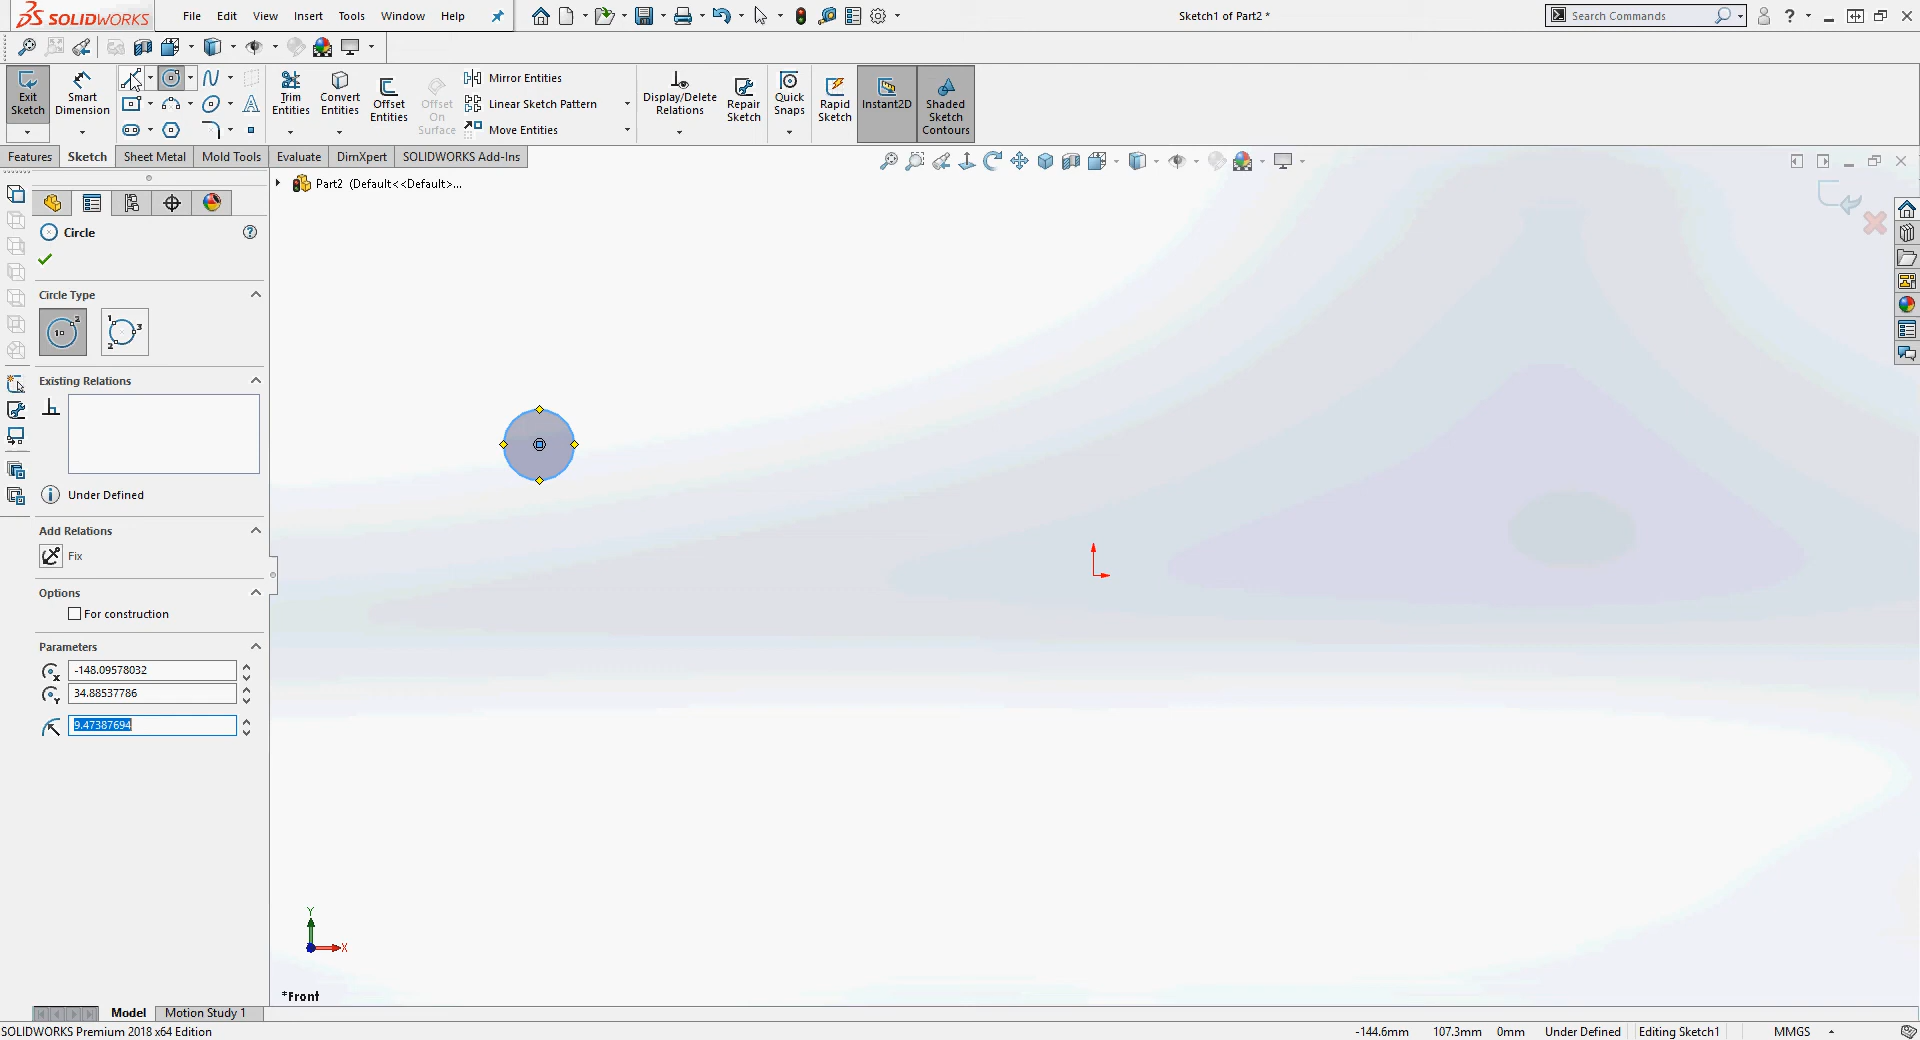 SOLIDWORKS File Edit View Insert Tools Window Help
Sketch1 of Part2 *
Search Commands
Exit Sketch
Smart Dimension
Trim Entities
Convert Entities
Offset Entities
Offset On Surface
Mirror Entities
Linear Sketch Pattern
Move Entities
Display/Delete Relations
Repair Sketch
Quick Snaps
Rapid Sketch
Instant2D
Shaded Sketch Contours
Features Sketch Sheet Metal Mold Tools Evaluate DimXpert SOLIDWORKS Add-Ins
Part2 (Default<<Default>...
Circle
Circle Type
Existing Relations
Under Defined
Add Relations
Fix
Options
For construction
Parameters
-148.09578032
34.88537786
9.47387694
Y
X
*Front
Model Motion Study 1
SOLIDWORKS Premium 2018 x64 Edition
-144.6mm 107.3mm 0mm Under Defined Editing Sketch1 MMGS